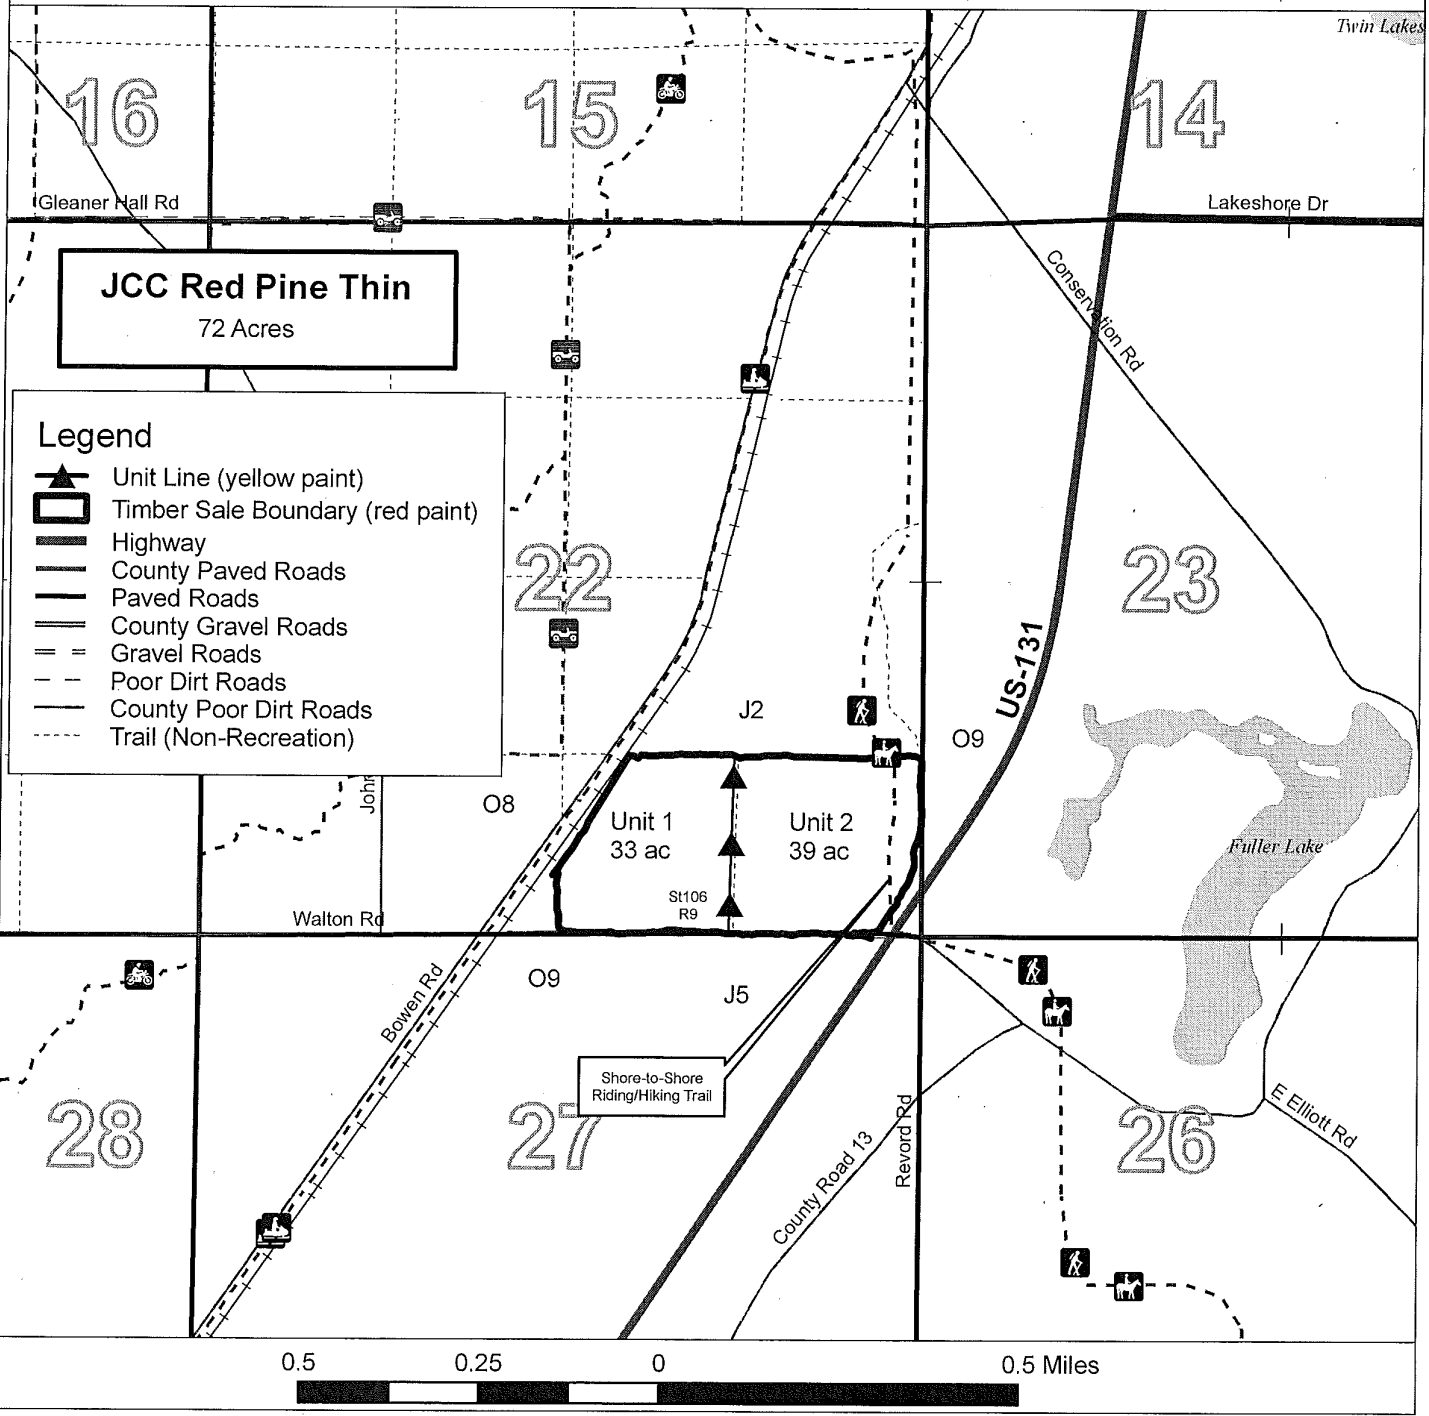 Twin Lakes
16
15
14
Gleaner Hall Rd
Lakeshore Dr
JCC Red Pine Thin
72 Acres
Conservation Rd
Legend
Unit Line (yellow paint)
Timber Sale Boundary (red paint)
Highway
County Paved Roads
Paved Roads
County Gravel Roads
Gravel Roads
Poor Dirt Roads
County Poor Dirt Roads
Trail (Non-Recreation)
22
23
US-131
J2
O9
O8
John
Unit 1
33 ac
Unit 2
39 ac
Fuller Lake
St106
R9
Walton Rd
Bowen Rd
O9
J5
Shore-to-Shore
Riding/Hiking Trail
28
27
26
Revord Rd
County Road 13
E Elliott Rd
0.5
0.25
0
0.5 Miles